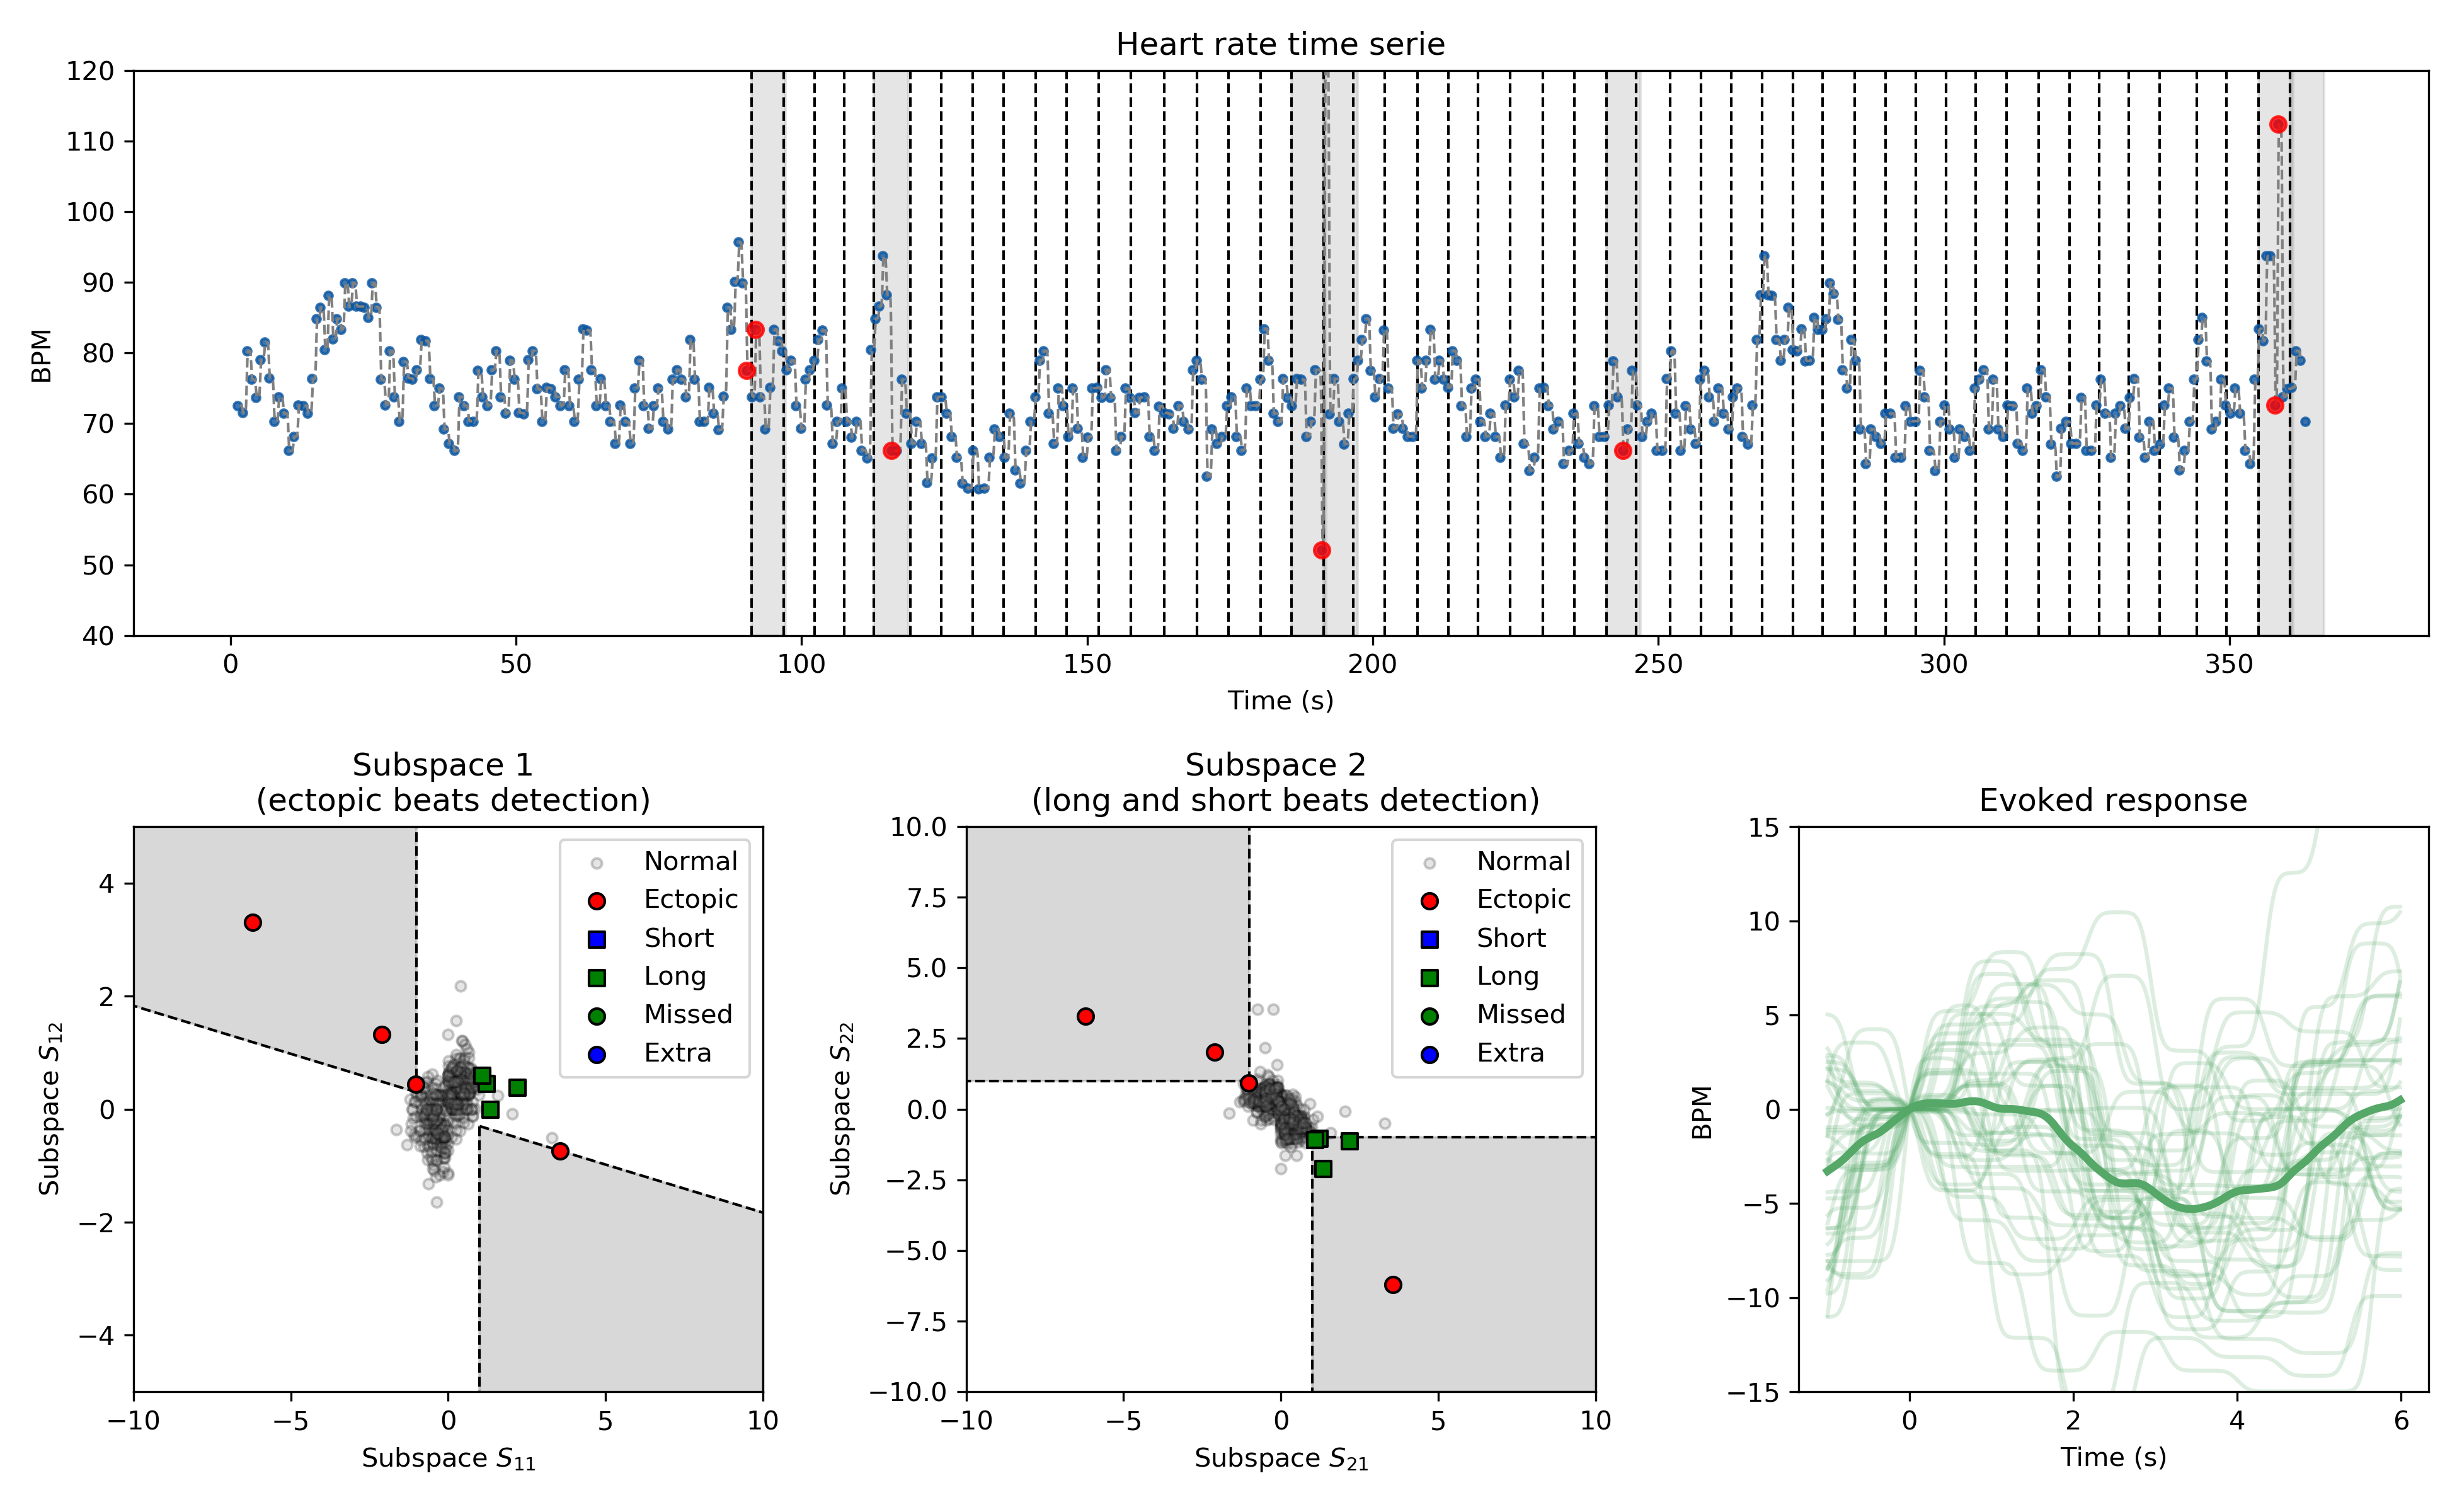 Heart rate time serie
120
110
100
90
80
70
60
50
40
BPM
0 50 100 150 200 250 300 350
Time (s)
Subspace 1
(ectopic beats detection)
4
2
0
−2
−4
Subspace S12
−10 −5 0 5 10
Subspace S11
Normal
Ectopic
Short
Long
Missed
Extra
Subspace 2
(long and short beats detection)
10.0
7.5
5.0
2.5
0.0
−2.5
−5.0
−7.5
−10.0
Subspace S22
−10 −5 0 5 10
Subspace S21
Normal
Ectopic
Short
Long
Missed
Extra
Evoked response
15
10
5
0
−5
−10
−15
BPM
0 2 4 6
Time (s)